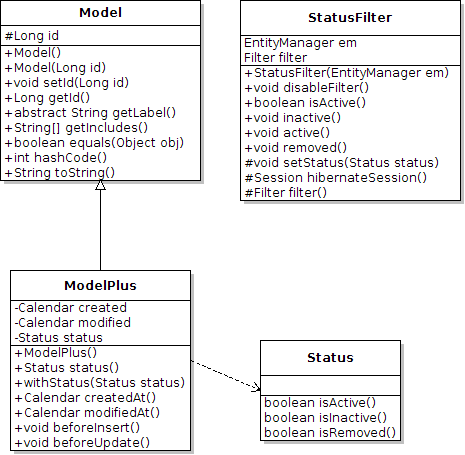 Model
#Long id
+Model()
+Model(Long id)
+void setId(Long id)
+Long getId()
+abstract String getLabel()
+String[] getIncludes()
+boolean equals(Object obj)
+int hashCode()
+String toString()
StatusFilter
EntityManager em
Filter filter
+StatusFilter(EntityManager em)
+void disableFilter()
+boolean isActive()
+void inactive()
+void active()
+void removed()
#void setStatus(Status status)
#Session hibernateSession()
#Filter filter()
ModelPlus
-Calendar created
-Calendar modified
-Status status
+ModelPlus()
+Status status()
+withStatus(Status status)
+Calendar createdAt()
+Calendar modifiedAt()
+void beforeInsert()
+void beforeUpdate()
Status
boolean isActive()
boolean isInactive()
boolean isRemoved()